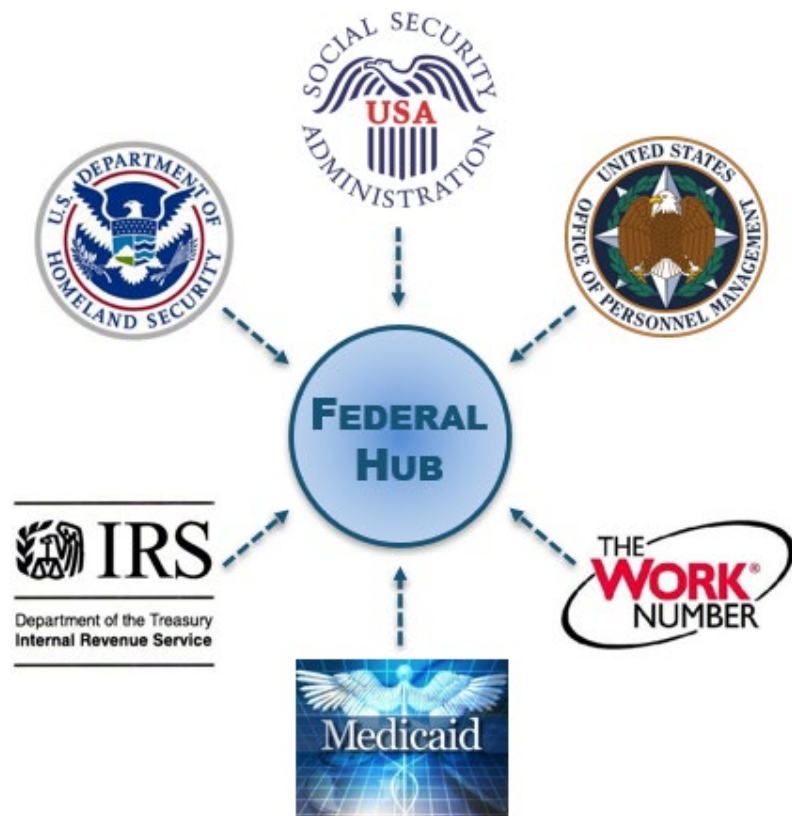 SOCIAL SECURITY
USA
ADMINISTRATION
U.S. DEPARTMENT OF
HOMELAND SECURITY
UNITED STATES
OFFICE OF PERSONNEL MANAGEMENT
FEDERAL
HUB
IRS
Department of the Treasury
Internal Revenue Service
THE
WORK®
NUMBER
Medicaid